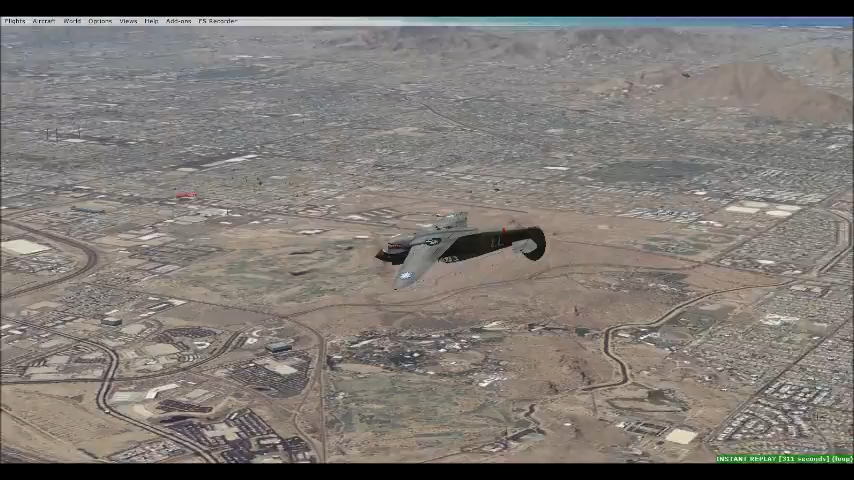 Flights Aircraft World Options Views Help Add-ons FS Recorder
INSTANT REPLAY [311 seconds] (loop)